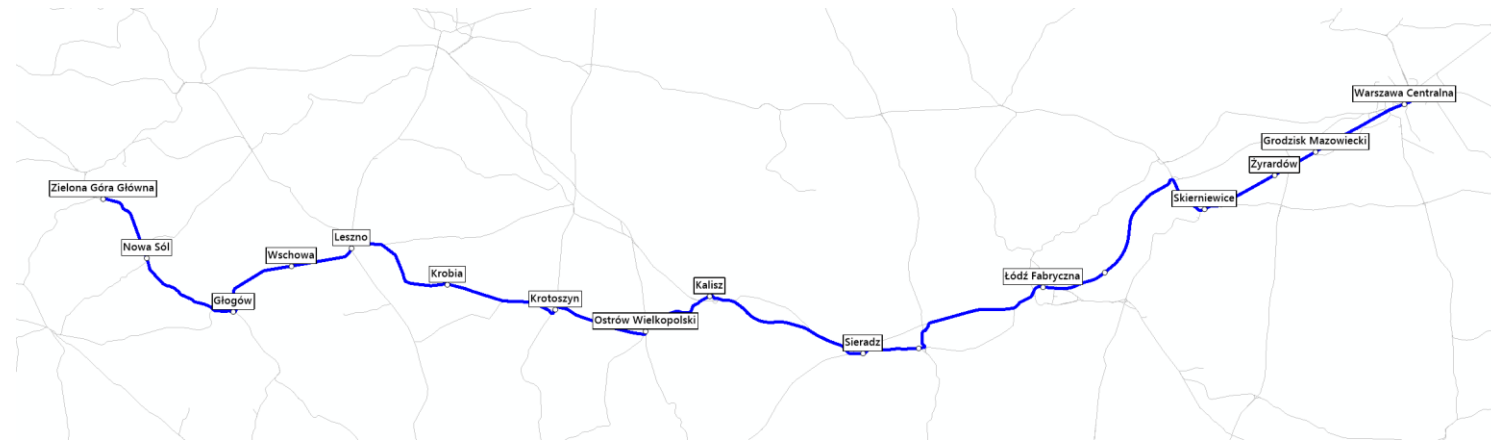 Warszawa Centralna
Grodzisk Mazowiecki
Żyrardów
Zielona Góra Główna
Skierniewice
Leszno
Nowa Sól
Wschowa
Krobia
Łódź Fabryczna
Kalisz
Głogów
Krotoszyn
Ostrów Wielkopolski
Sieradz